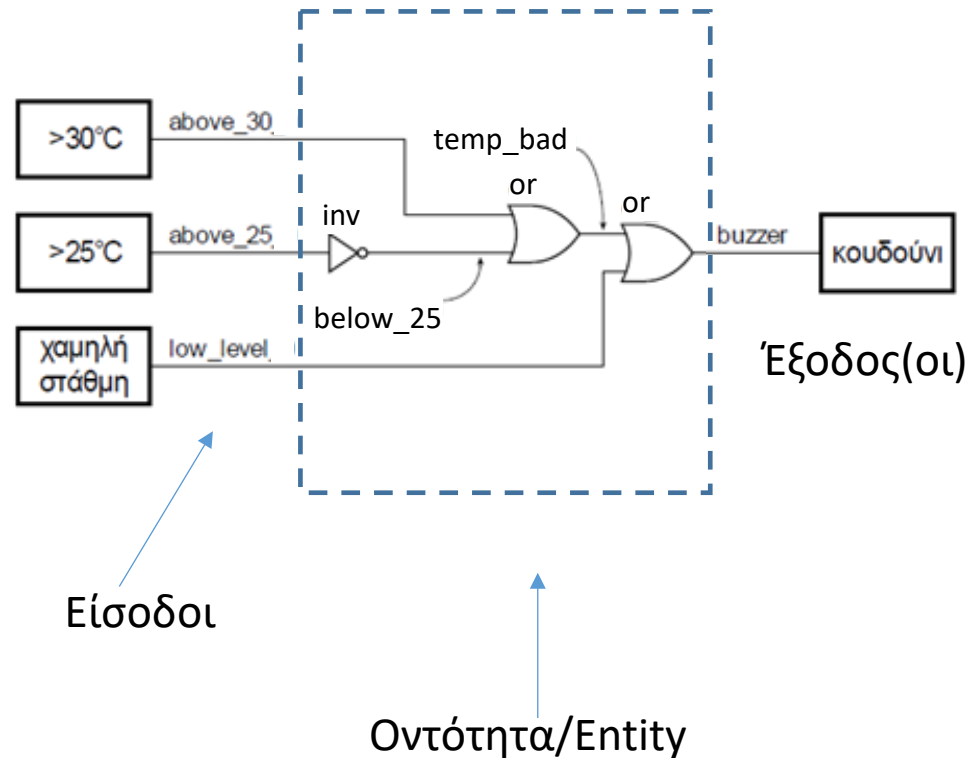 >30°C
above_30
temp_bad
or
or
inv
>25°C
above_25
buzzer
κουδούνι
below_25
χαμηλή
στάθμη
low_level
Έξοδος(οι)
Είσοδοι
Οντότητα/Entity